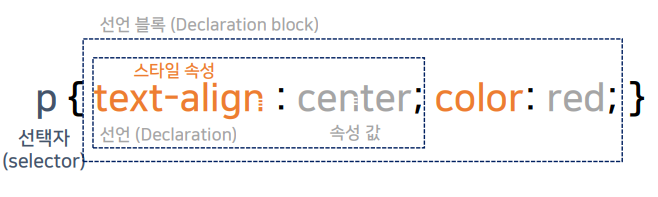 선언 블록 (Declaration block)
스타일 속성
p { text-align : center; color: red; }
선택자
(selector)
선언 (Declaration)
속성 값